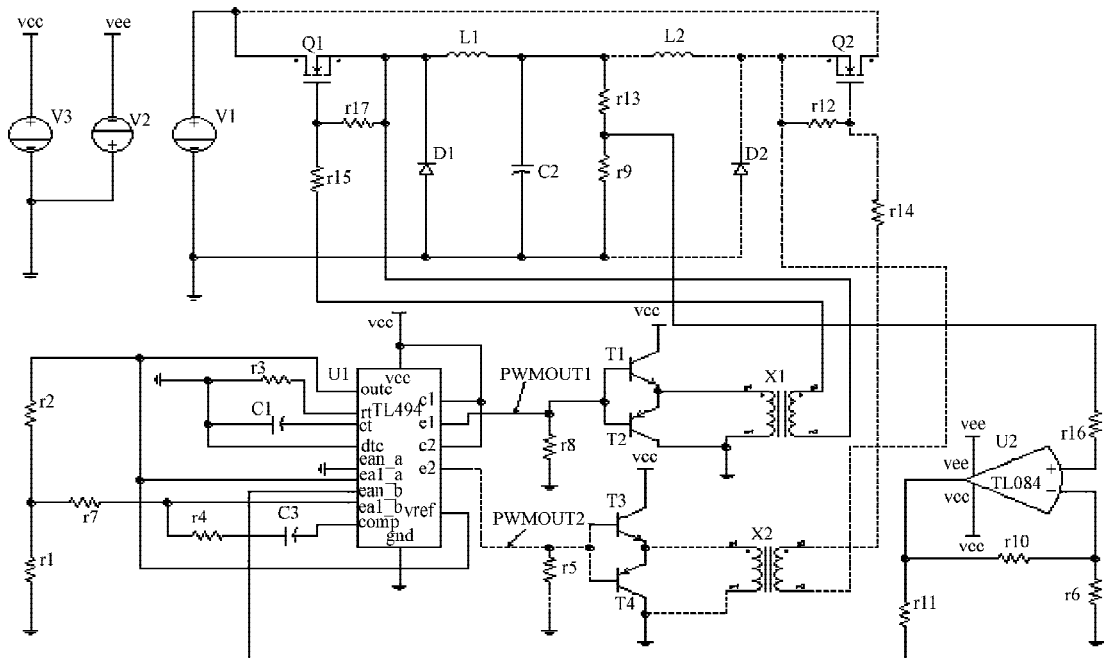 vcc
vee
V3
V2
V1
Q1
L1
L2
Q2
r17
r15
D1
C2
r13
r9
D2
r12
r14
vcc
U1
vcc
outc
rt
TL494
ct
dtc
ean_a
ea1_a
ean_b
ea1_b
comp
vref
gnd
c1
e1
c2
e2
r3
C1
r2
r7
r4
C3
r1
PWMOUT1
r8
vcc
T1
T2
X1
PWMOUT2
r5
vcc
T3
T4
X2
vee
U2
r16
vee
TL084
vcc
vcc
r10
r11
r6